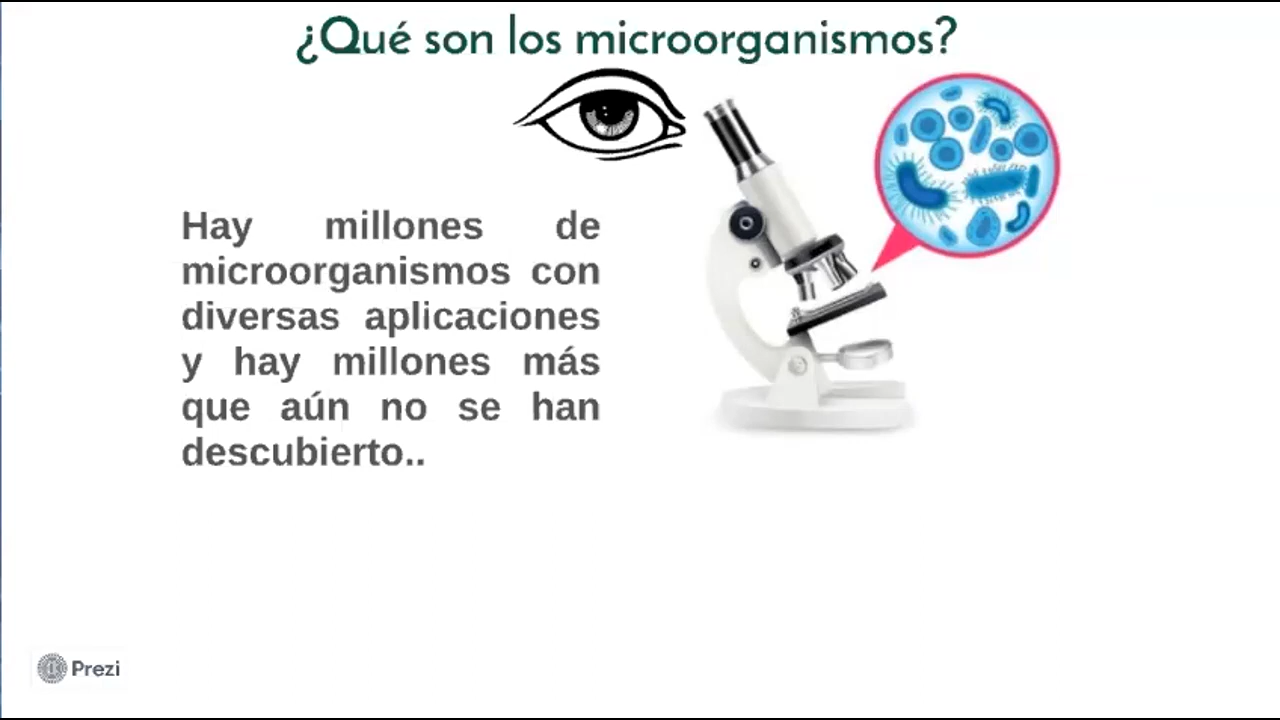 ¿Qué son los microorganismos?
Hay millones de
microorganismos con
diversas aplicaciones
y hay millones más
que aún no se han
descubierto..
Prezi